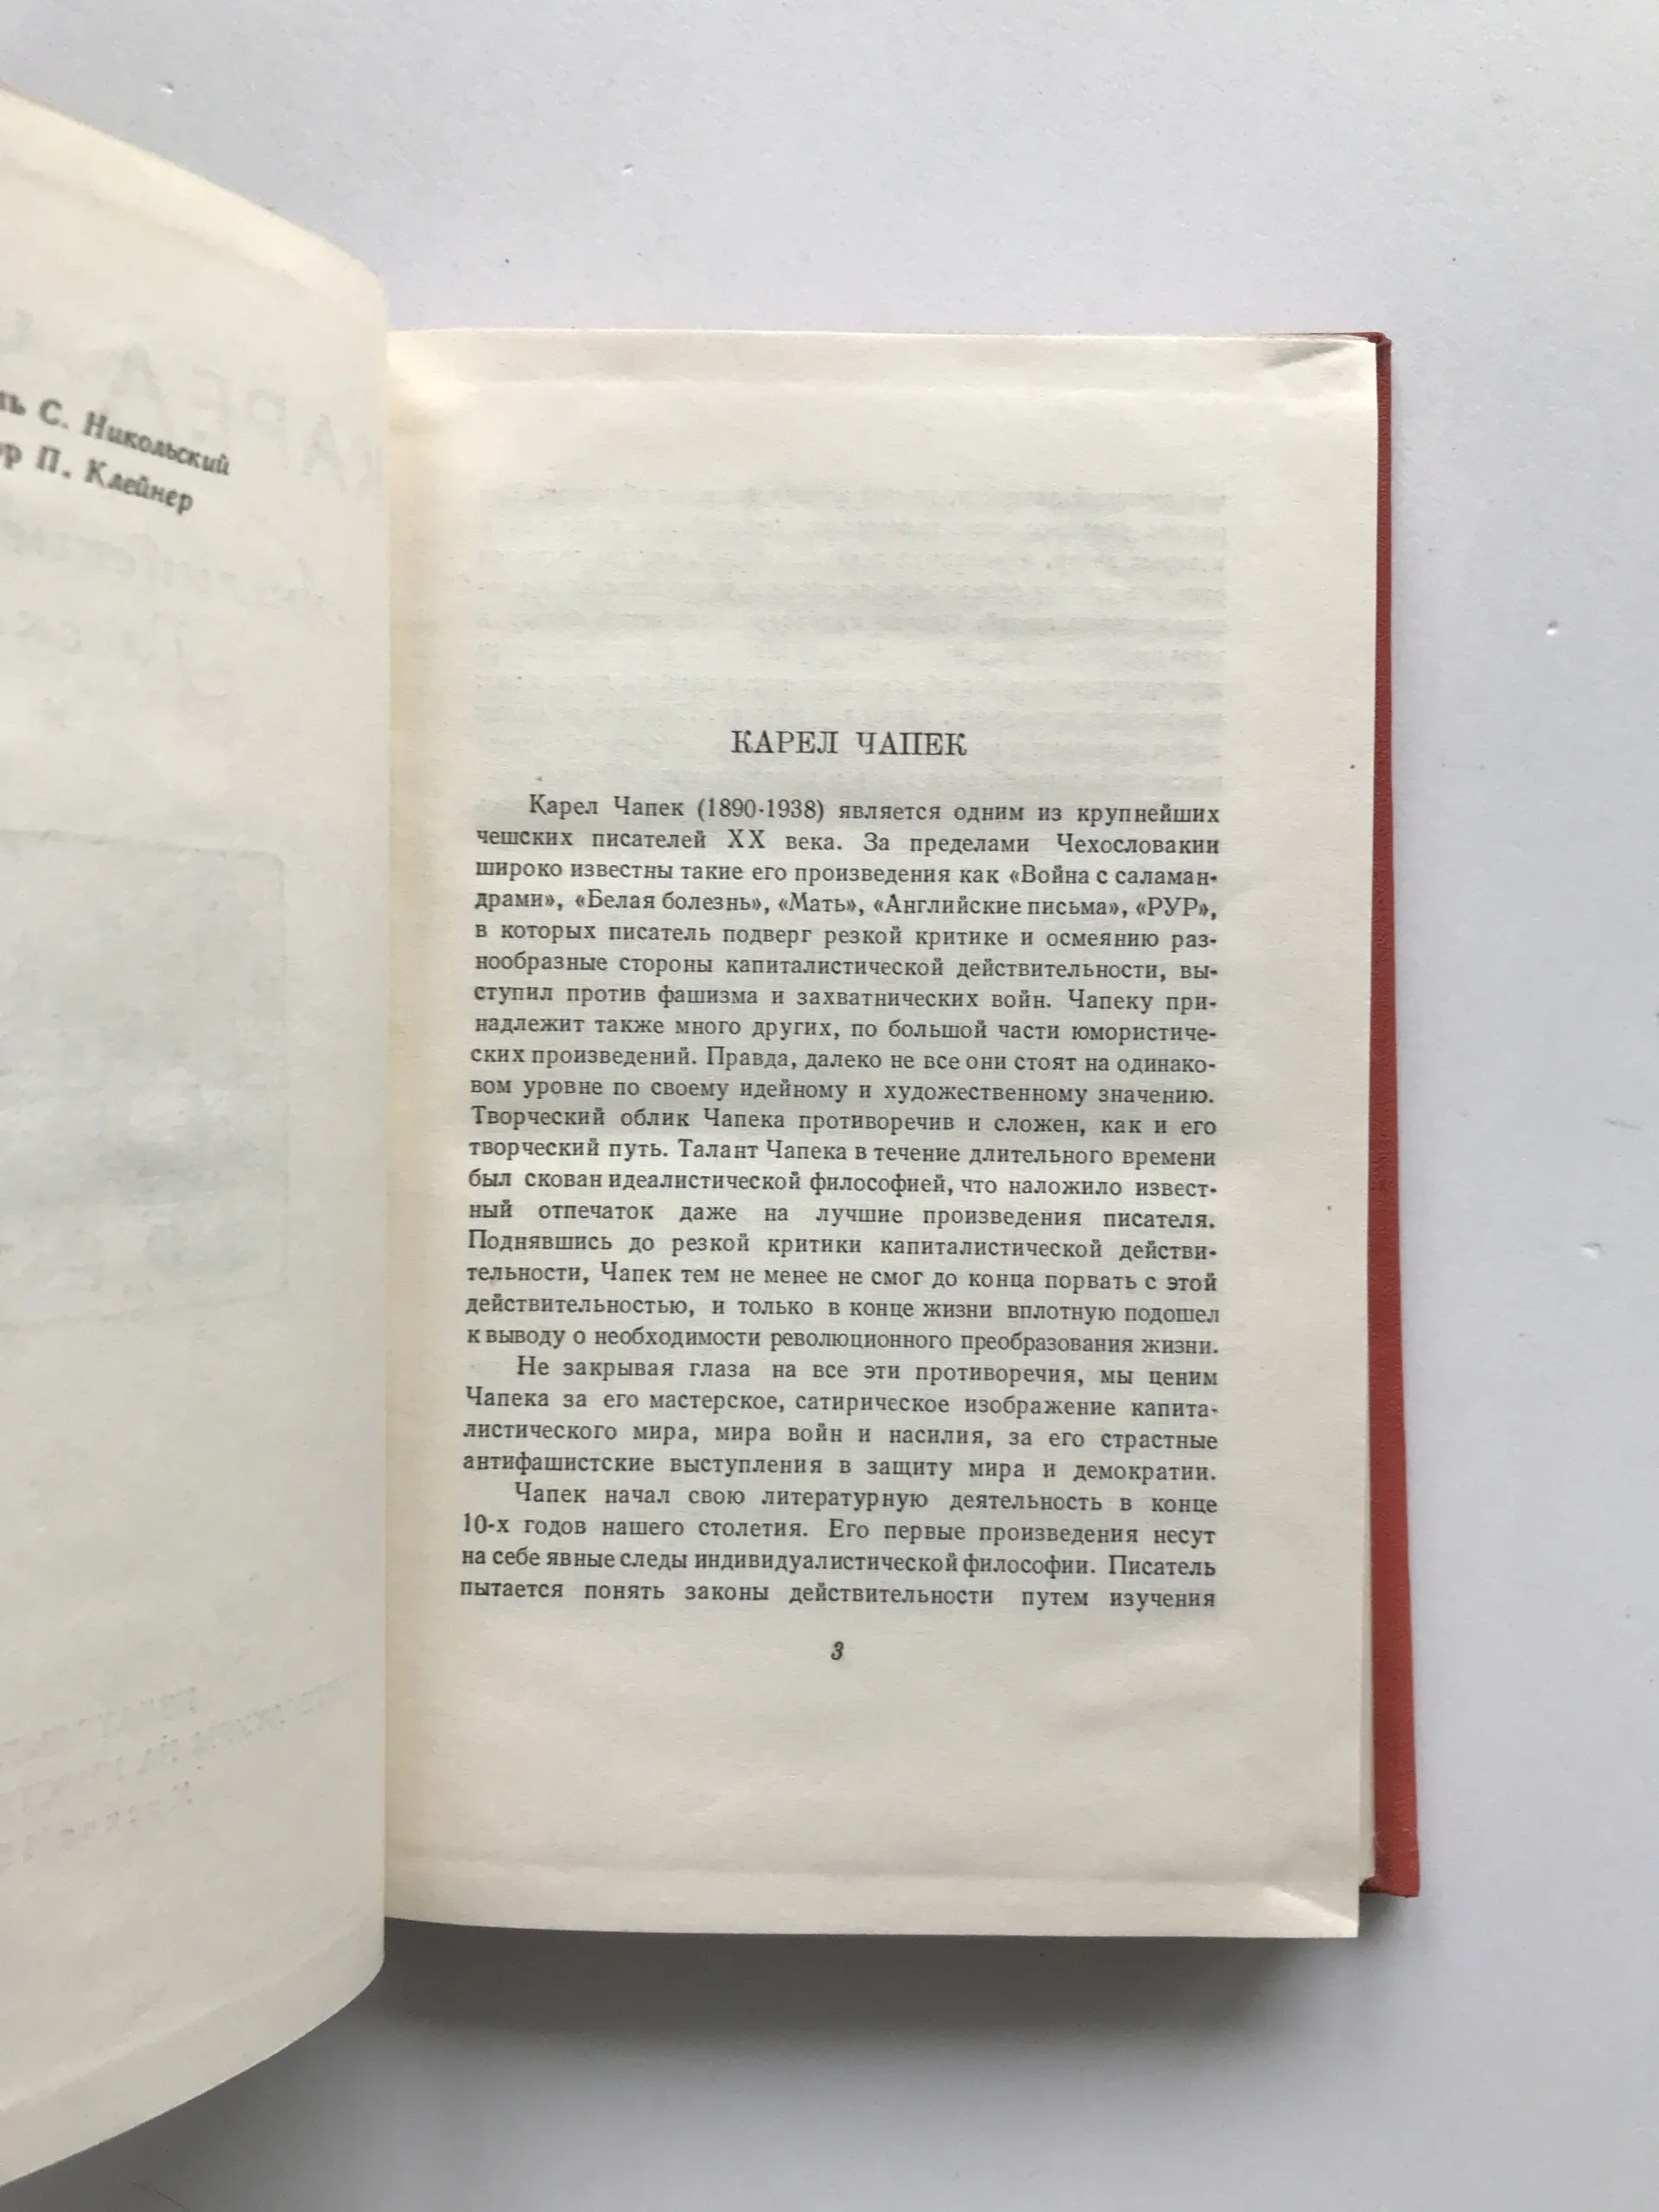 С. Никольский
П. Клейнер
КАРЕЛ ЧАПЕК
Карел Чапек (1890-1938) является одним из крупнейших
чешских писателей XX века. За пределами Чехословакии
широко известны такие его произведения как «Война с саламан-
драми», «Белая болезнь», «Мать», «Английские письма», «РУР»,
в которых писатель подверг резкой критике и осмеянию раз-
нообразные стороны капиталистической действительности, вы-
ступил против фашизма и захватнических войн. Чапеку при-
надлежит также много других, по большой части юмористиче-
ских произведений. Правда, далеко не все они стоят на одинако-
вом уровне по своему идейному и художественному значению.
Творческий облик Чапека противоречив и сложен, как и его
творческий путь. Талант Чапека в течение длительного времени
был скован идеалистической философией, что наложило извест-
ный отпечаток даже на лучшие произведения писателя.
Поднявшись до резкой критики капиталистической действи-
тельности, Чапек тем не менее не смог до конца порвать с этой
действительностью, и только в конце жизни вплотную подошел
к выводу о необходимости революционного преобразования жизни.
Не закрывая глаза на все эти противоречия, мы ценим
Чапека за его мастерское, сатирическое изображение капита-
листического мира, мира войн и насилия, за его страстные
антифашистские выступления в защиту мира и демократии.
Чапек начал свою литературную деятельность в конце
10-х годов нашего столетия. Его первые произведения несут
на себе явные следы индивидуалистической философии. Писатель
пытается понять законы действительности путем изучения
3